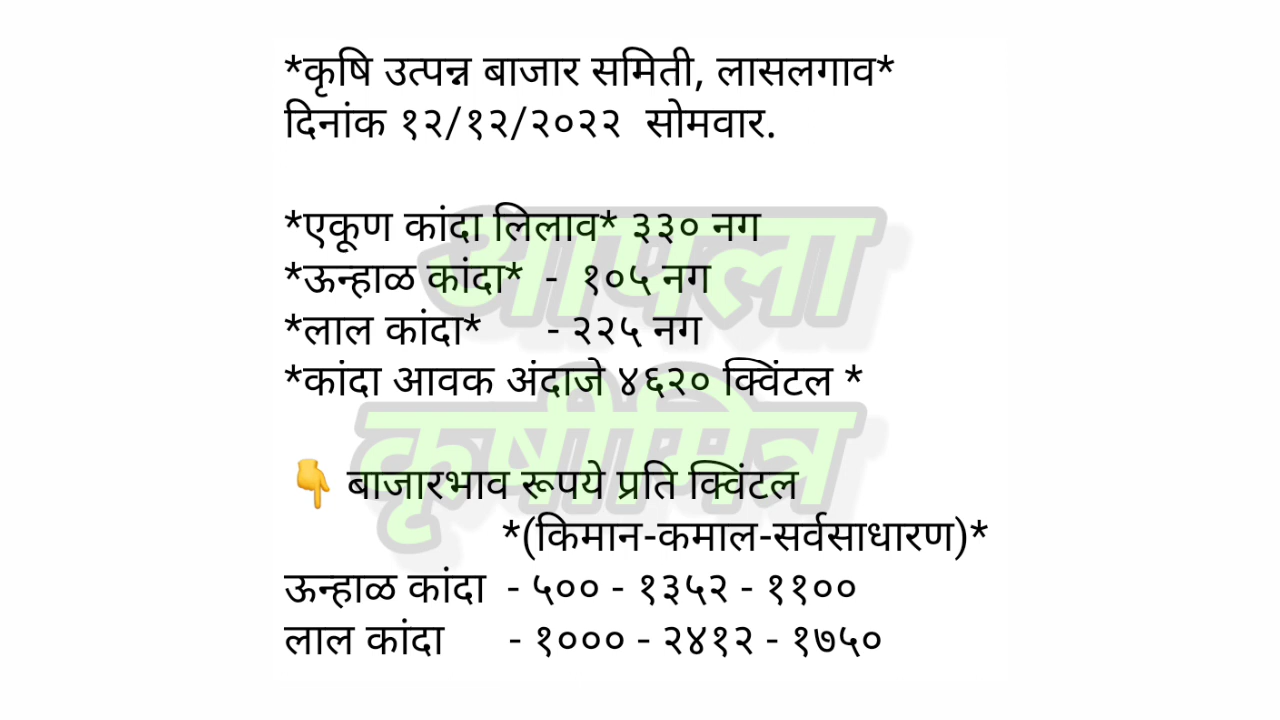 *कृषि उत्पन्न बाजार समिती, लासलगाव*
दिनांक १२/१२/२०२२ सोमवार.
*एकूण कांदा लिलाव* ३३० नग
*ऊन्हाळ कांदा* - १०५ नग
*लाल कांदा* - २२५ नग
*कांदा आवक अंदाजे ४६२० क्विंटल *
👇 बाजारभाव रूपये प्रति क्विंटल
*(किमान-कमाल-सर्वसाधारण)*
ऊन्हाळ कांदा - ५०० - १३५२ - ११००
लाल कांदा - १००० - २४१२ - १७५०
आपला
कृषीमित्र